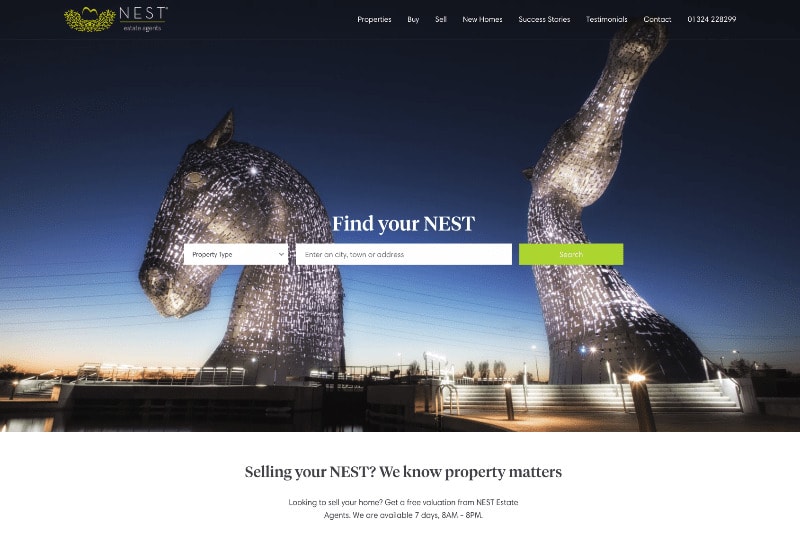 NEST
estate agents
Properties Buy Sell New Homes Success Stories Testimonials Contact 01324 228299
Find your NEST
Property Type Enter an city, town or address Search
Selling your NEST? We know property matters
Looking to sell your home? Get a free valuation from NEST Estate
Agents. We are available 7 days, 8AM - 8PM.